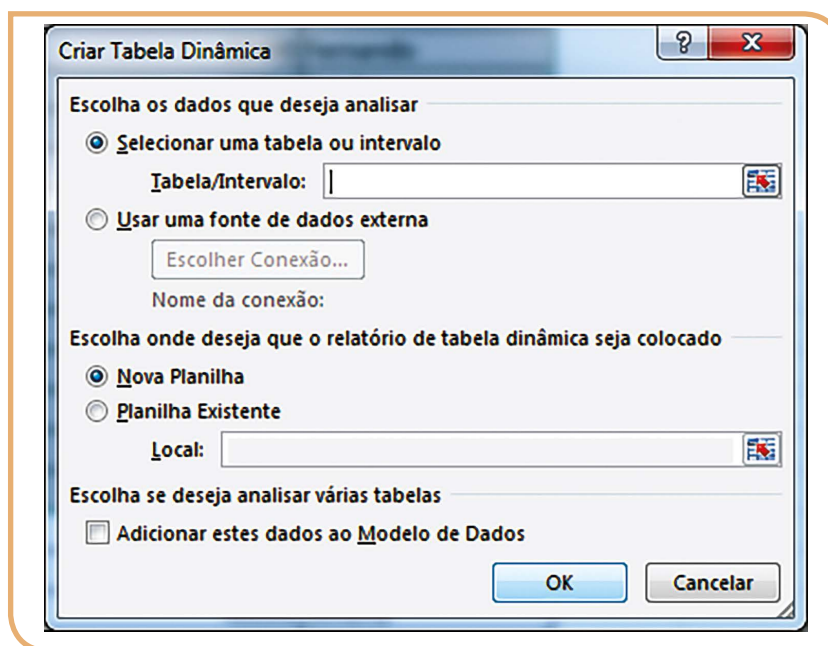 Criar Tabela Dinâmica
Escolha os dados que deseja analisar
Selecionar uma tabela ou intervalo
Tabela/Intervalo:
Usar uma fonte de dados externa
Escolher Conexão...
Nome da conexão:
Escolha onde deseja que o relatório de tabela dinâmica seja colocado
Nova Planilha
Planilha Existente
Local:
Escolha se deseja analisar várias tabelas
Adicionar estes dados ao Modelo de Dados
OK Cancelar